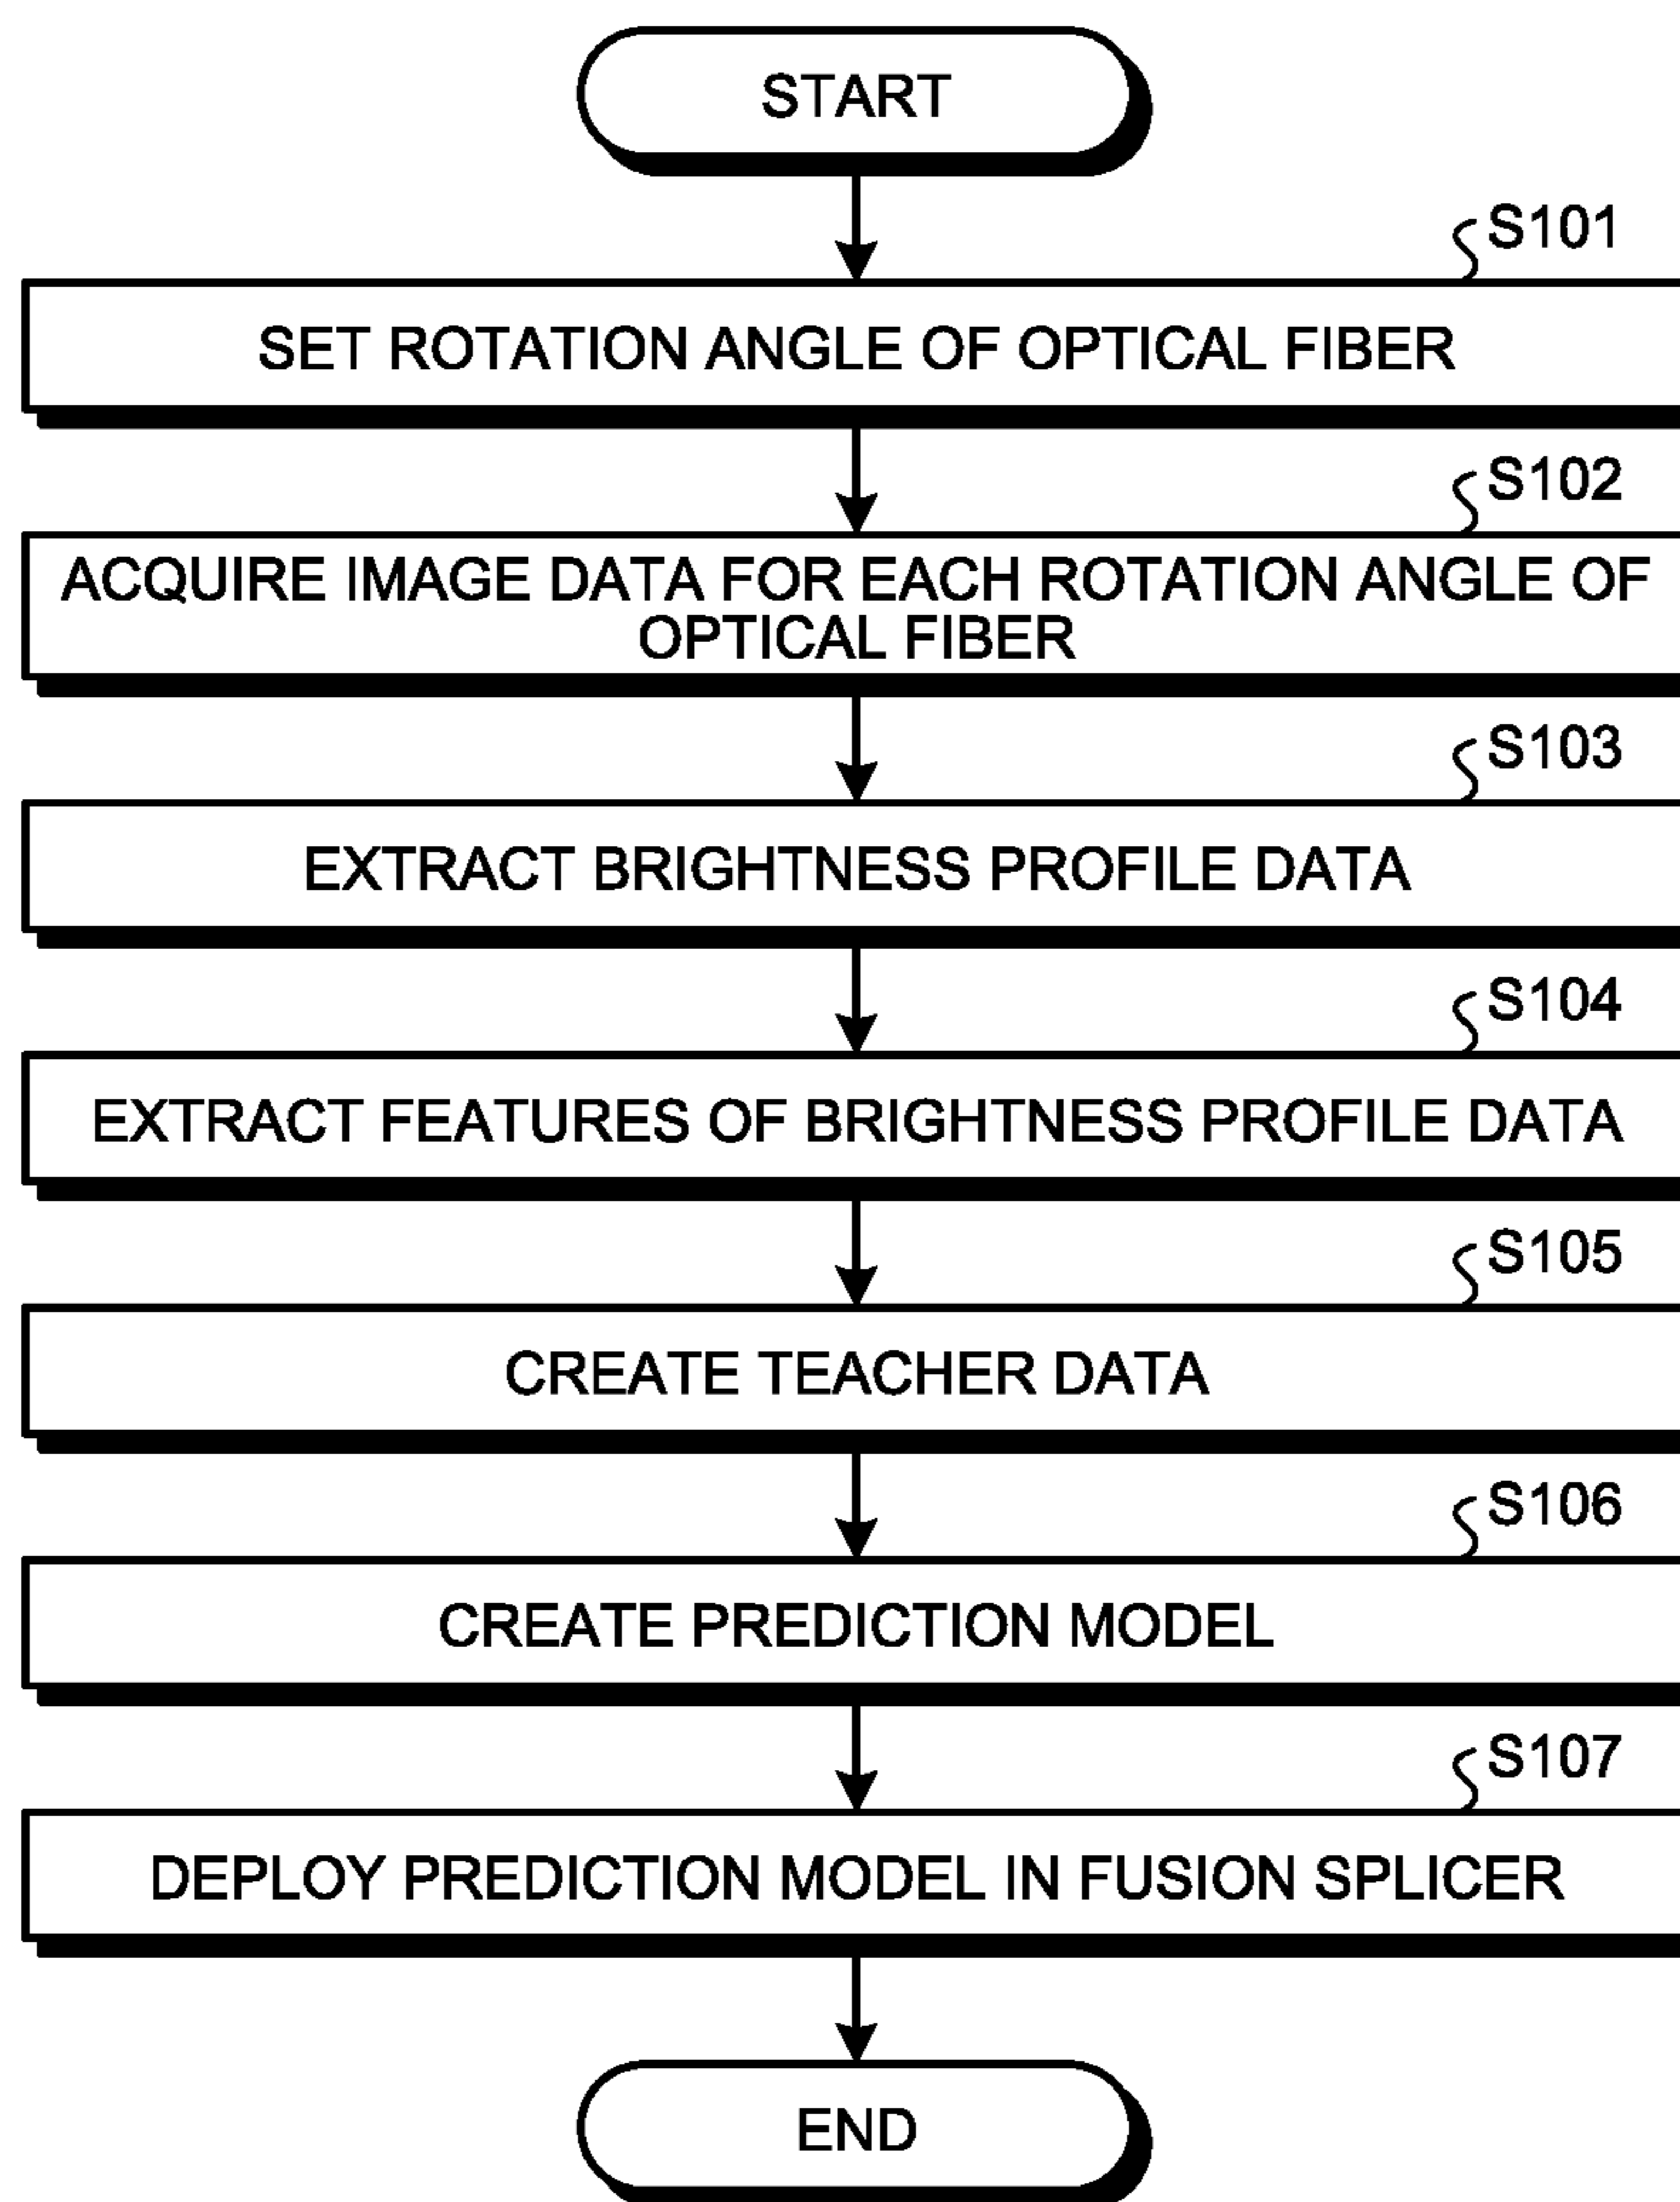 START
S101
SET ROTATION ANGLE OF OPTICAL FIBER
S102
ACQUIRE IMAGE DATA FOR EACH ROTATION ANGLE OF
OPTICAL FIBER
S103
EXTRACT BRIGHTNESS PROFILE DATA
S104
EXTRACT FEATURES OF BRIGHTNESS PROFILE DATA
S105
CREATE TEACHER DATA
S106
CREATE PREDICTION MODEL
S107
DEPLOY PREDICTION MODEL IN FUSION SPLICER
END